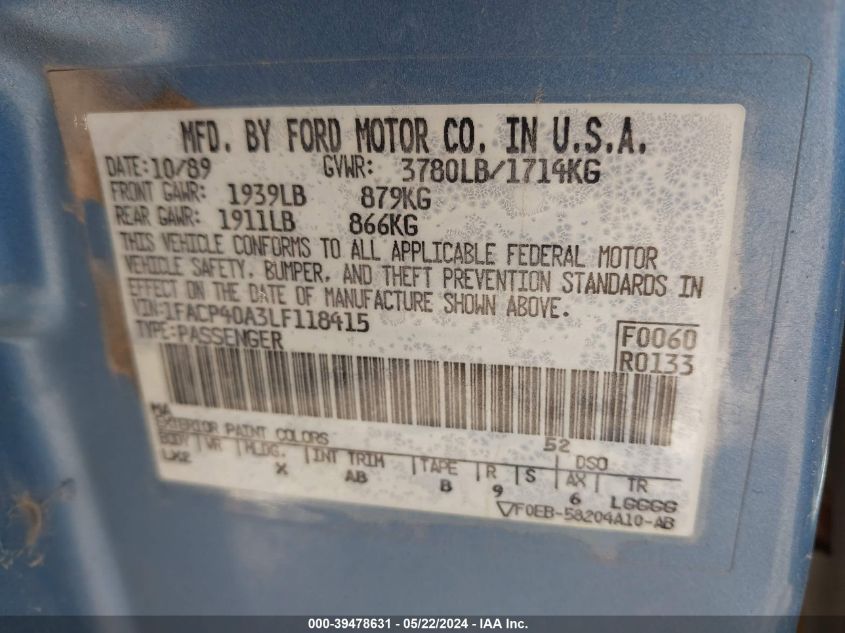 MFD. BY FORD MOTOR CO. IN U.S.A.
DATE: 10/89 GVWR: 3780LB/1714KG
FRONT GAWR: 1939LB 879KG
REAR GAWR: 1911LB 866KG
THIS VEHICLE CONFORMS TO ALL APPLICABLE FEDERAL MOTOR
VEHICLE SAFETY, BUMPER, AND THEFT PREVENTION STANDARDS IN
EFFECT ON THE DATE OF MANUFACTURE SHOWN ABOVE.
VIN: 1FACP40A3LF118415
TYPE: PASSENGER
F0060
R0133
EXTERIOR PAINT COLORS 52 DSO
BODY VR MLDG. INT TRIM TAPE R S AX TR
X AB B 9 6 LGGGG
F0EB-58204A10-AB
000-39478631 - 05/22/2024 - IAA Inc.